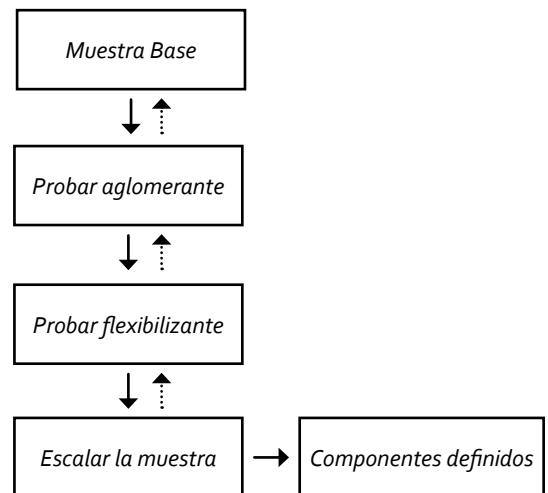 Muestra Base
Probar aglomerante
Probar flexibilizante
Escalar la muestra
Componentes definidos